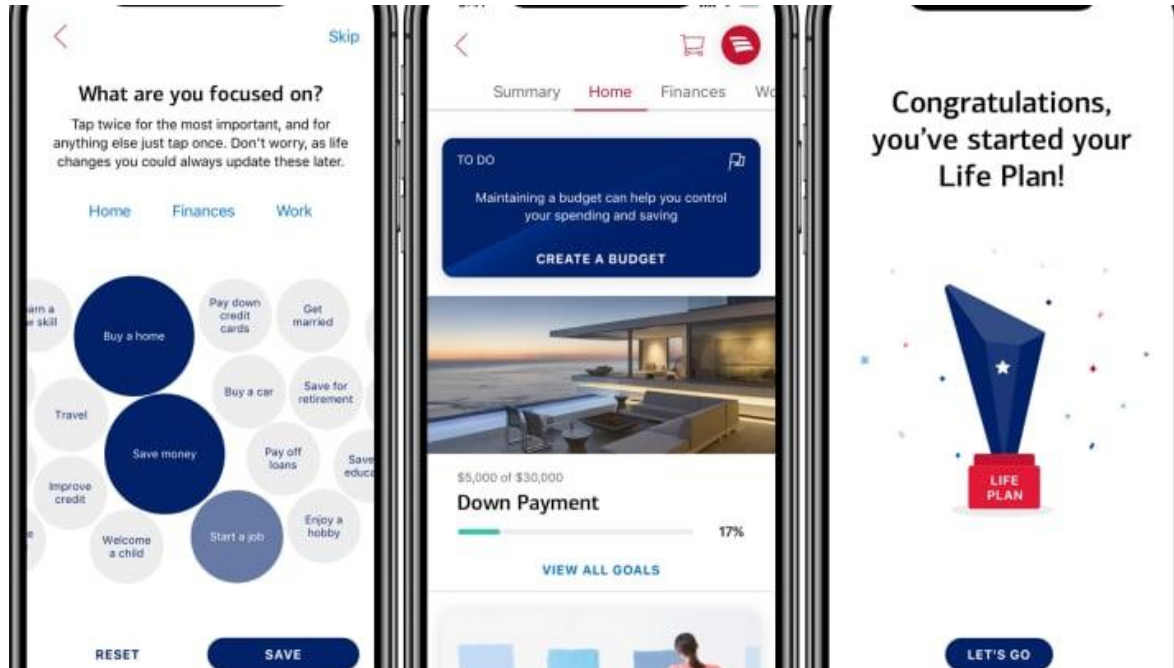 Skip
What are you focused on?
Tap twice for the most important, and for
anything else just tap once. Don't worry, as life
changes you could always update these later.
Home Finances Work
Pay down
credit
cards
Get
married
skill
Buy a home
Buy a car
Save for
retirement
Travel
Save money
Pay off
loans
Save
Improve
credit
Welcome
a child
Start a job
Enjoy a
hobby
RESET SAVE
Summary Home Finances
TO DO
Maintaining a budget can help you control
your spending and saving
CREATE A BUDGET
$5,000 of $30,000
Down Payment
17%
VIEW ALL GOALS
Congratulations,
you've started your
Life Plan!
LIFE
PLAN
LET'S GO